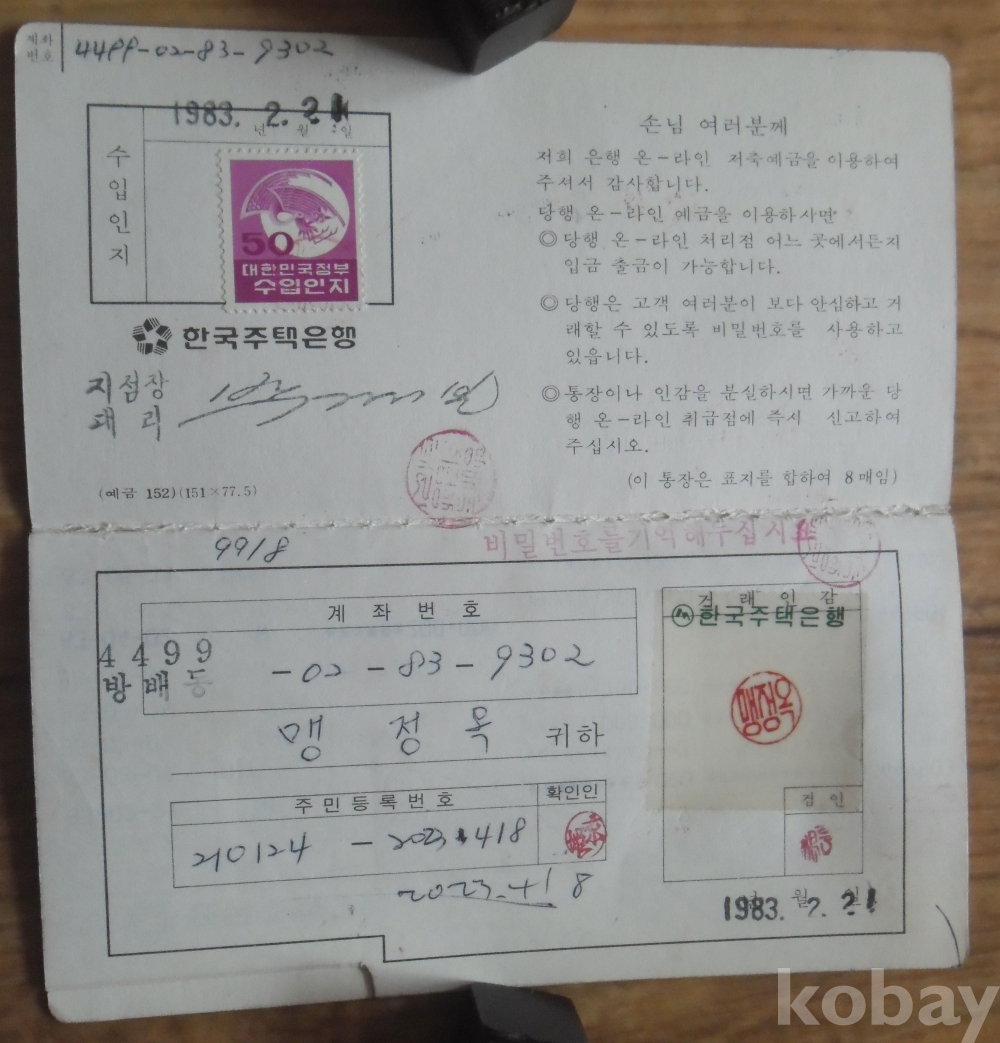 계좌
번호
4499-02-83-9302
1983. 2. 21
년 월 일
수입인지
50
대한민국정부
수입인지
한국주택은행
지점장
대리
(예금 152)(151×77.5)
손님 여러분께
저희 은행 온-라인 저축예금을 이용하여
주셔서 감사합니다.
당행 온-라인 예금을 이용하시면
◎ 당행 온-라인 처리점 어느 곳에서든지
입금 출금이 가능합니다.
◎ 당행은 고객 여러분이 보다 안심하고 거
래할 수 있도록 비밀번호를 사용하고
있읍니다.
◎ 통장이나 인감을 분실하시면 가까운 당
행 온-라인 취급점에 즉시 신고하여
주십시오.
(이 통장은 표지를 합하여 8매임)
비밀번호를기억해주십시요
9918
계 좌 번 호
4499
방배동
-02-83-9302
맹 정 옥 귀하
주 민 등 록 번 호
확인인
210124 -
418
거 래 인 감
한국주택은행
맹정옥
검 인
월 일
1983. 2. 21
kobay